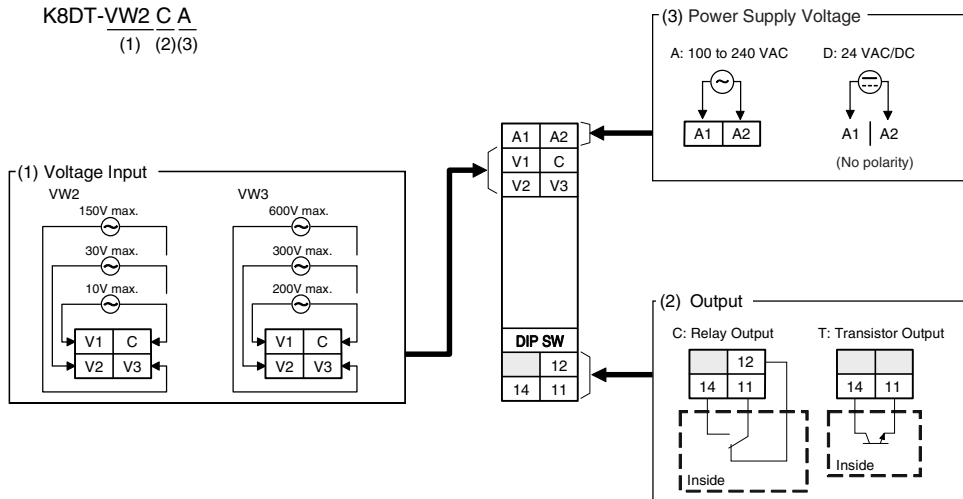 K8DT-VW2 C A
(1) (2)(3)
(3) Power Supply Voltage
A: 100 to 240 VAC D: 24 VAC/DC
A1 A2 A1 A2
(No polarity)
A1 A2
V1 C
V2 V3
DIP SW
12
14 11
(1) Voltage Input
VW2 VW3
150V max. 600V max.
30V max. 300V max.
10V max. 200V max.
V1 C V1 C
V2 V3 V2 V3
(2) Output
C: Relay Output T: Transistor Output
12
14 11 14 11
Inside Inside